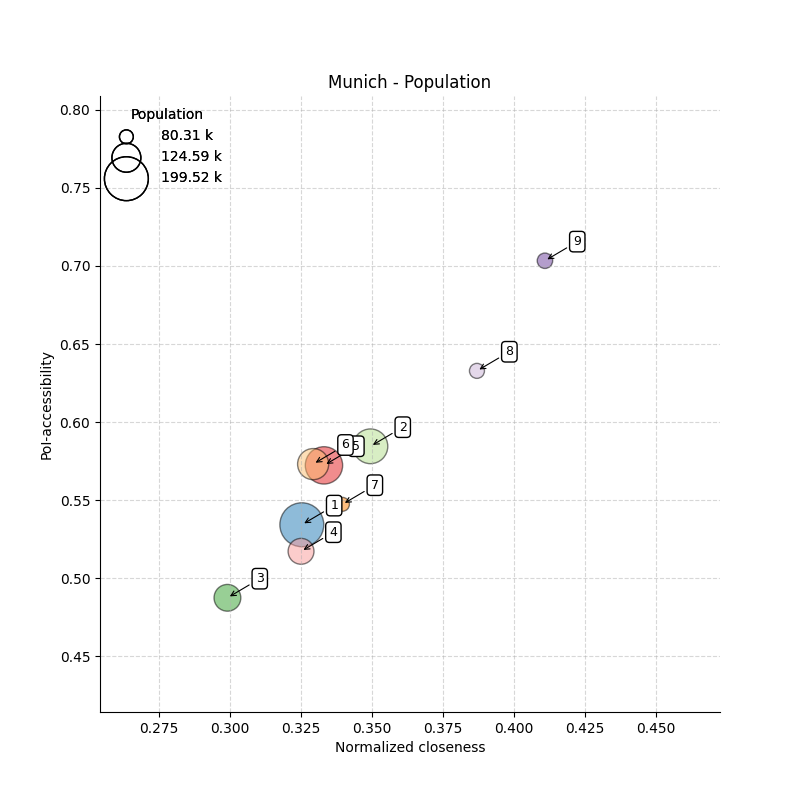 Munich - Population
Population
80.31 k
124.59 k
199.52 k
0.80
0.75
0.70
0.65
0.60
0.55
0.50
0.45
PoI-accessibility
9
8
2
6
5
7
1
4
3
0.275 0.300 0.325 0.350 0.375 0.400 0.425 0.450
Normalized closeness